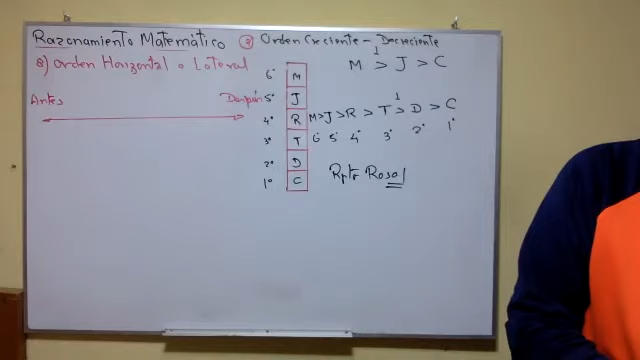 Razonamiento Matemático
② Orden Creciente - Decreciente
1
M > J > C
③) Orden Horizontal o Lateral
Antes
Después
6° M
5° J
4° R
3° T
2° D
1° C
1
M > J > R > T > D > C
6° 5° 4° 3° 2° 1°
Rpta Rosa